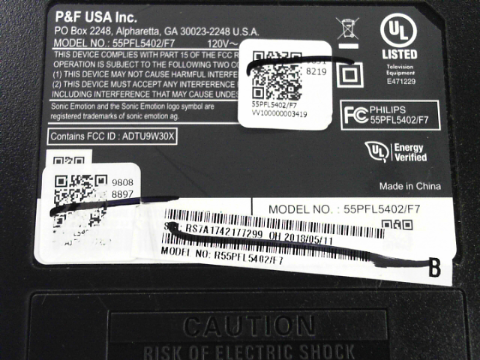 P&F USA Inc.
PO Box 2248, Alpharetta, GA 30023-2248 U.S.A.
MODEL NO.: 55PFL5402/F7 120V~
THIS DEVICE COMPLIES WITH PART 15 OF THE FCC
OPERATION IS SUBJECT TO THE FOLLOWING TWO
(1) THIS DEVICE MAY NOT CAUSE HARMFUL INTERFE
(2) THIS DEVICE MUST ACCEPT ANY INTERFERENCE
INCLUDING INTERFERENCE THAT MAY CAUSE UNDES
8219
55PFL5402/F7
VV100000003419
UL
LISTED
Television
Equipment
E471229
Sonic Emotion and the Sonic Emotion logo symbol are
registered trademarks of sonic emotion ag.
FC PHILIPS
55PFL5402/F7
Contains FCC ID : ADTU9W30X
UL Energy
Verified
Made in China
9808
8897
MODEL NO. : 55PFL5402/F7
RS7A1742177299 OH 2018/05/11
MODEL NO: R55PFL5402/F7
B
CAUTION
RISK OF ELECTRIC SHOCK